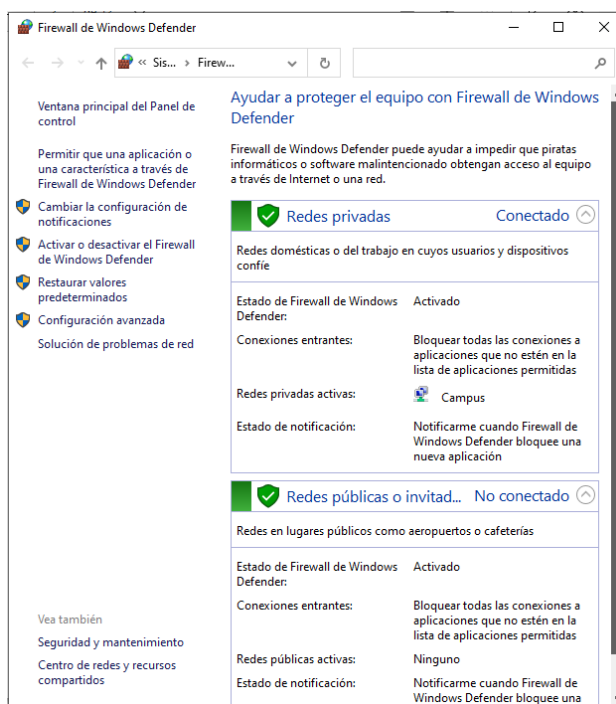 Firewall de Windows Defender
« Sis... › Firew...
Ventana principal del Panel de
control
Permitir que una aplicación o
una característica a través de
Firewall de Windows Defender
Cambiar la configuración de
notificaciones
Activar o desactivar el Firewall
de Windows Defender
Restaurar valores
predeterminados
Configuración avanzada
Solución de problemas de red
Vea también
Seguridad y mantenimiento
Centro de redes y recursos
compartidos
Ayudar a proteger el equipo con Firewall de Windows
Defender
Firewall de Windows Defender puede ayudar a impedir que piratas
informáticos o software malintencionado obtengan acceso al equipo
a través de Internet o una red.
Redes privadas Conectado
Redes domésticas o del trabajo en cuyos usuarios y dispositivos
confíe
Estado de Firewall de Windows Activado
Defender:
Conexiones entrantes: Bloquear todas las conexiones a
aplicaciones que no estén en la
lista de aplicaciones permitidas
Redes privadas activas: Campus
Estado de notificación: Notificarme cuando Firewall de
Windows Defender bloquee una
nueva aplicación
Redes públicas o invitad... No conectado
Redes en lugares públicos como aeropuertos o cafeterías
Estado de Firewall de Windows Activado
Defender:
Conexiones entrantes: Bloquear todas las conexiones a
aplicaciones que no estén en la
lista de aplicaciones permitidas
Redes públicas activas: Ninguno
Estado de notificación: Notificarme cuando Firewall de
Windows Defender bloquee una